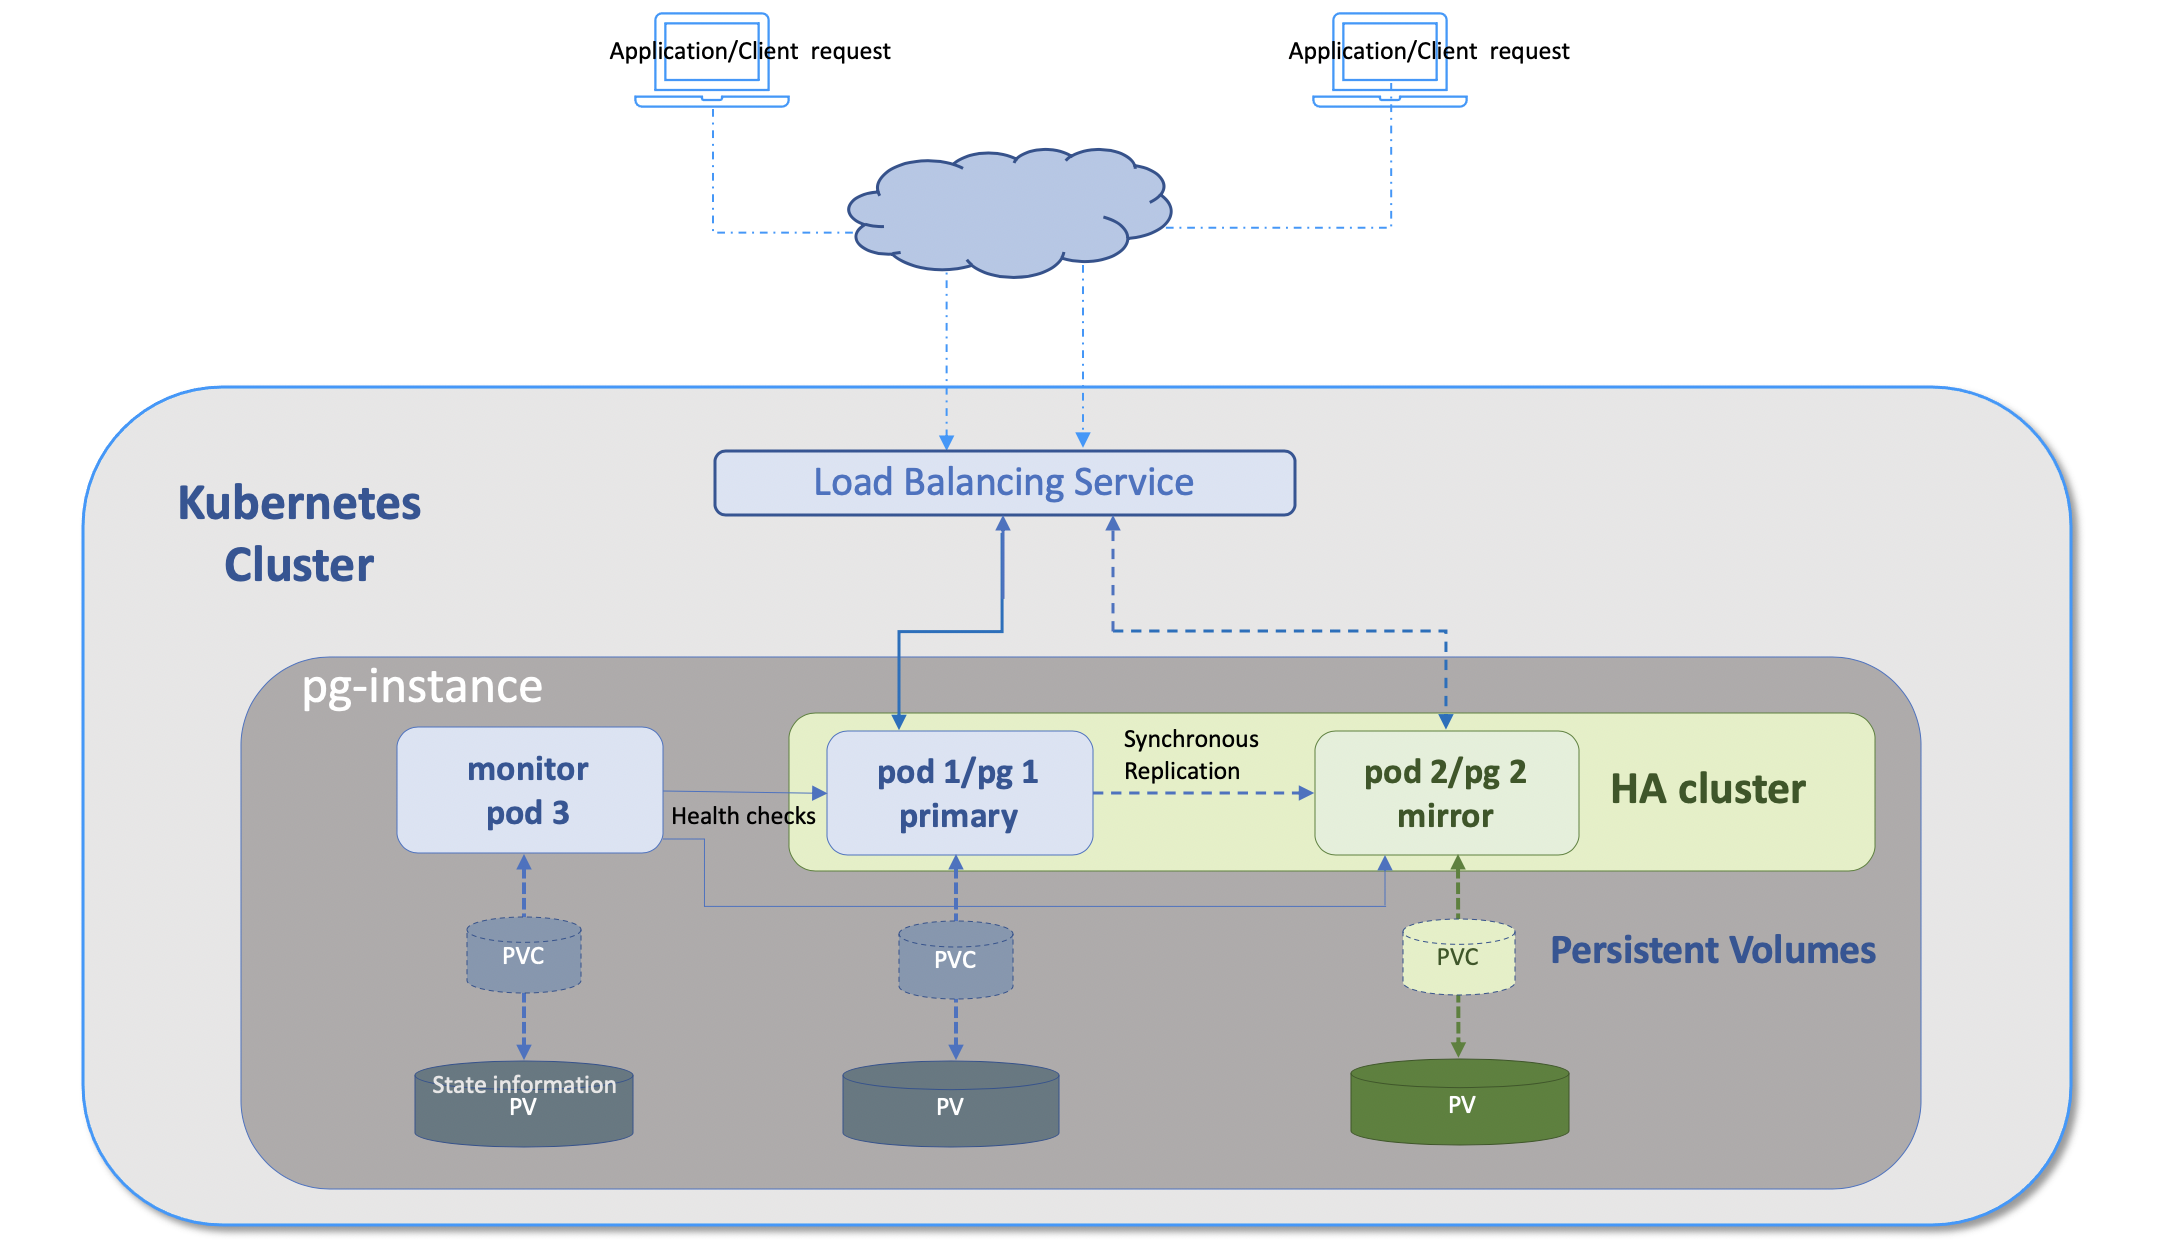 Application/Client request
Application/Client request
Load Balancing Service
Kubernetes
Cluster
pg-instance
monitor
pod 3
Health checks
pod 1/pg 1
primary
Synchronous
Replication
pod 2/pg 2
mirror
HA cluster
PVC
PVC
PVC
Persistent Volumes
State information
PV
PV
PV